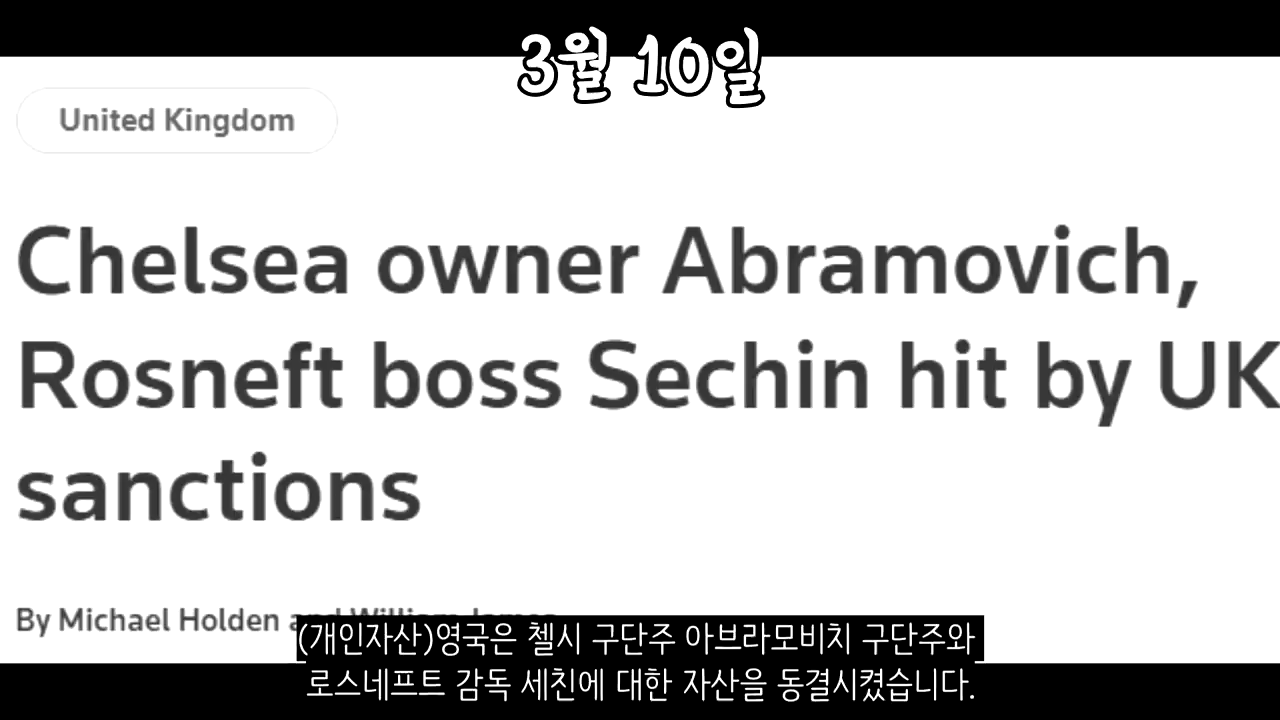 3월 10일
United Kingdom
Chelsea owner Abramovich,
Rosneft boss Sechin hit by UK
sanctions
By Michael Holden and William James
(개인자산)영국은 첼시 구단주 아브라모비치 구단주와
로스네프트 감독 세친에 대한 자산을 동결시켰습니다.